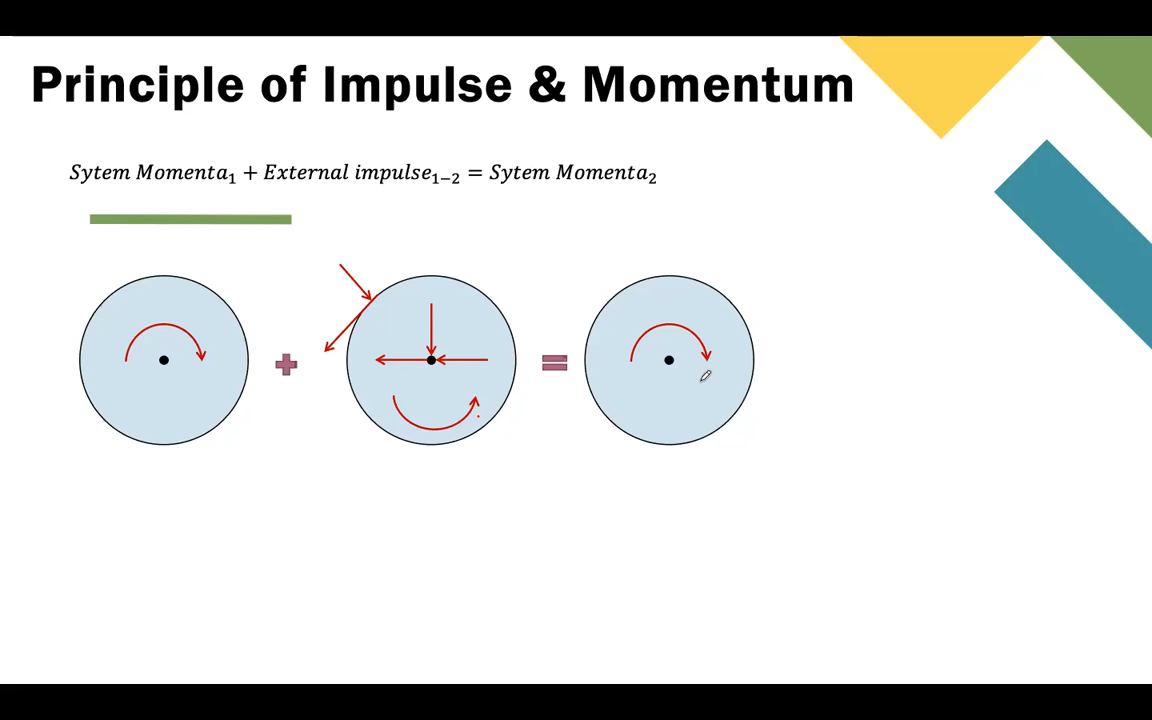 Principle of Impulse & Momentum
Sytem Momenta₁ + External impulse₁₋₂ = Sytem Momenta₂